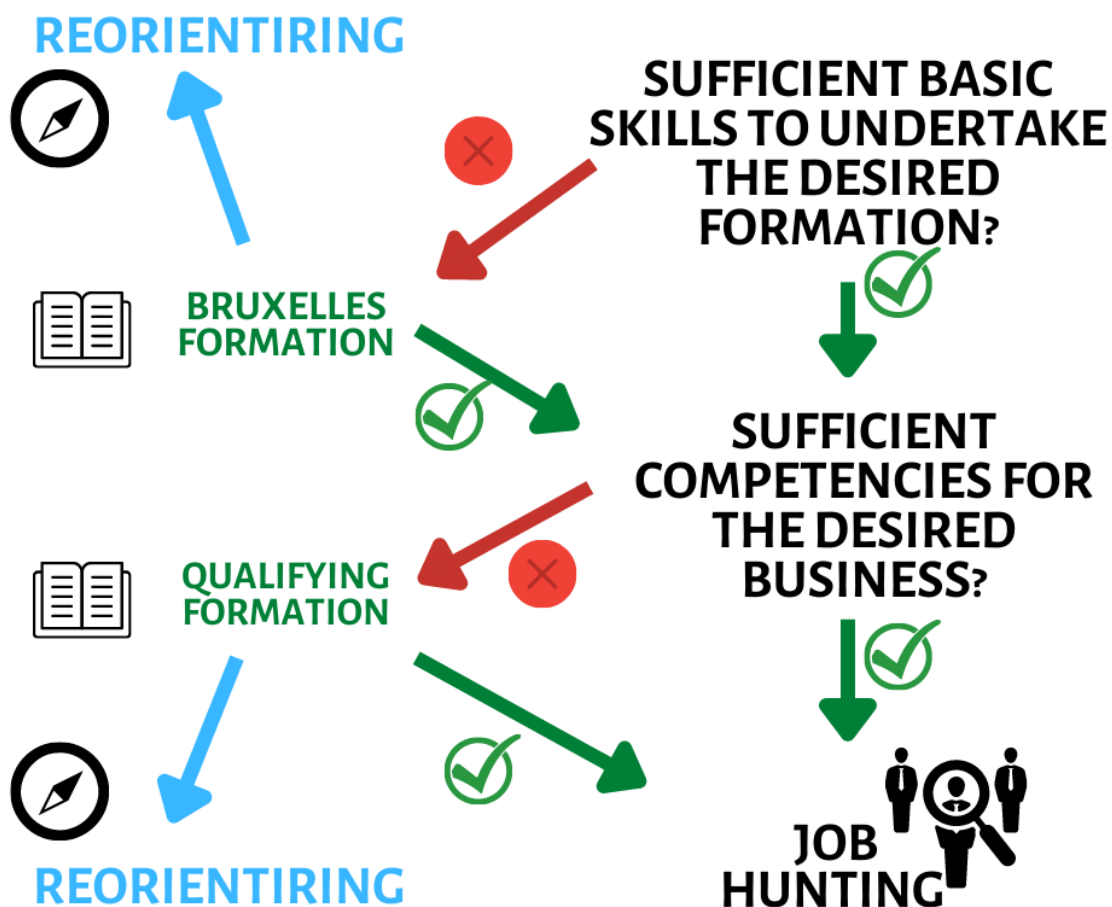 REORIENTIRING
SUFFICIENT BASIC
SKILLS TO UNDERTAKE
THE DESIRED
FORMATION?
BRUXELLES
FORMATION
SUFFICIENT
COMPETENCIES FOR
THE DESIRED
BUSINESS?
QUALIFYING
FORMATION
JOB
HUNTING
REORIENTIRING